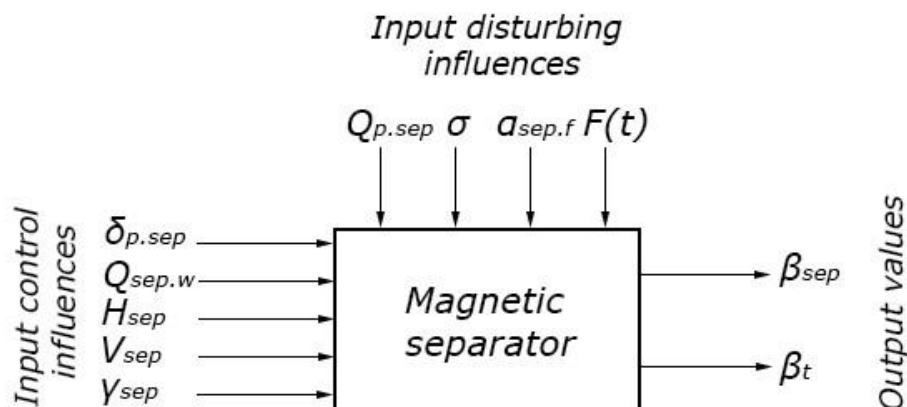 Input disturbing
influences
Qp.sep σ αsep.f F(t)
Input control
influences
δp.sep
Qsep.w
Hsep
Vsep
γsep
Magnetic
separator
βsep
βt
Output values